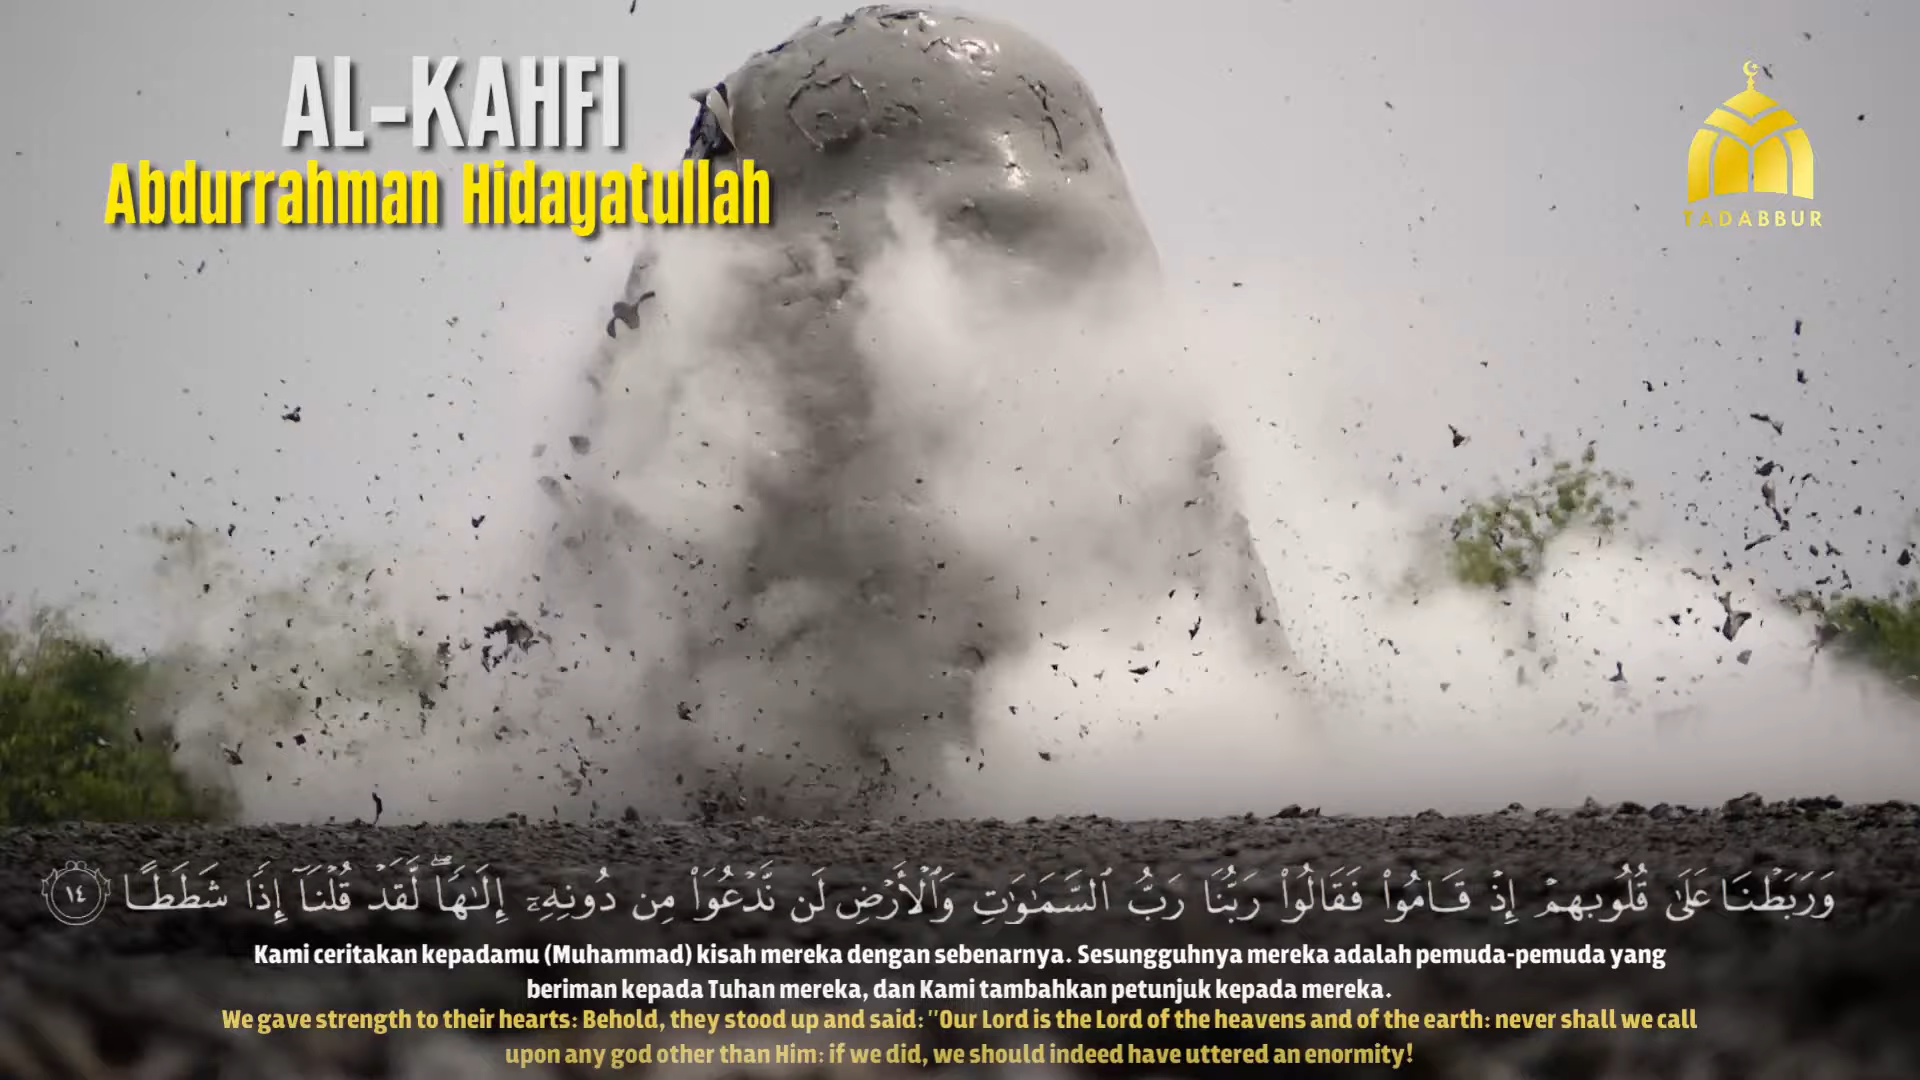 AL-KAHFI
Abdurrahman Hidayatullah
TADABBUR
وَرَبَطْنَا عَلَىٰ قُلُوبِهِمْ إِذْ قَامُوا۟ فَقَالُوا۟ رَبُّنَا رَبُّ ٱلسَّمَـٰوَٰتِ وَٱلْأَرْضِ لَن نَّدْعُوَا۟ مِن دُونِهِۦٓ إِلَـٰهًا ۖ لَّقَدْ قُلْنَآ إِذًا شَطَطًا ١٤
Kami ceritakan kepadamu (Muhammad) kisah mereka dengan sebenarnya. Sesungguhnya mereka adalah pemuda-pemuda yang
beriman kepada Tuhan mereka, dan Kami tambahkan petunjuk kepada mereka.
We gave strength to their hearts: Behold, they stood up and said: "Our Lord is the Lord of the heavens and of the earth: never shall we call
upon any god other than Him: if we did, we should indeed have uttered an enormity!